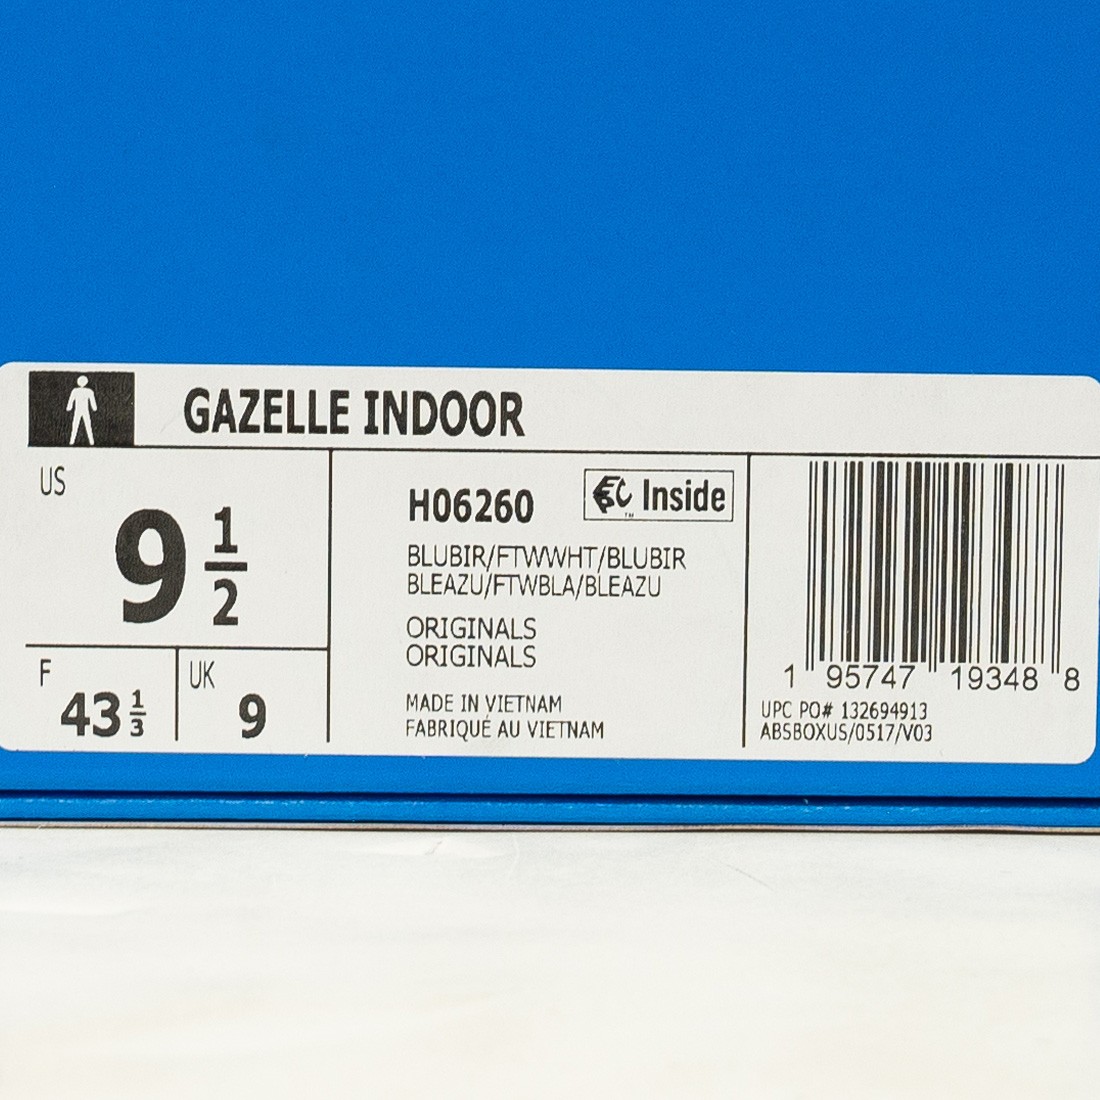 GAZELLE INDOOR
US
9 1/2
F
43 1/3
UK
9
H06260
Inside
BLUBIR/FTWWHT/BLUBIR
BLEAZU/FTWBLA/BLEAZU
ORIGINALS
ORIGINALS
MADE IN VIETNAM
FABRIQUÉ AU VIETNAM
1 95747 19348 8
UPC PO# 132694913
ABSBOXUS/0517/V03